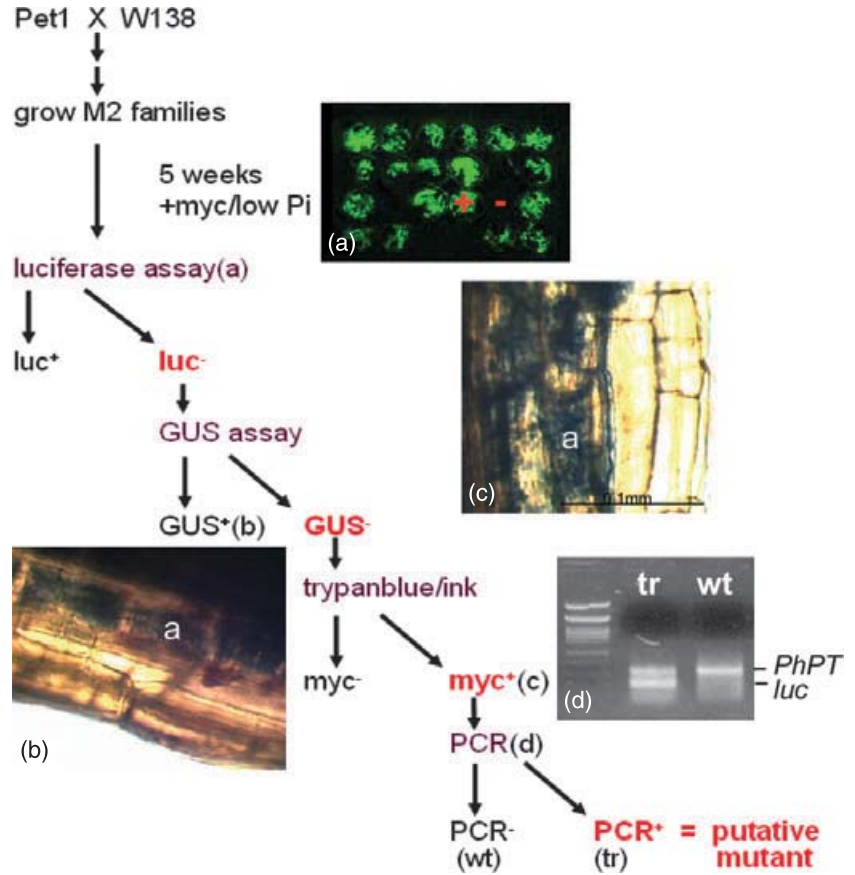 Pet1 X W138
grow M2 families
5 weeks
+myc/low Pi
+ -
(a)
luciferase assay(a)
luc⁺
luc⁻
GUS assay
a
0.1mm
(c)
GUS⁺(b)
GUS⁻
trypanblue/ink
a
(b)
tr wt
PhPT
luc
(d)
myc⁻
myc⁺(c)
PCR(d)
PCR⁻
(wt)
PCR⁺ = putative
(tr) mutant